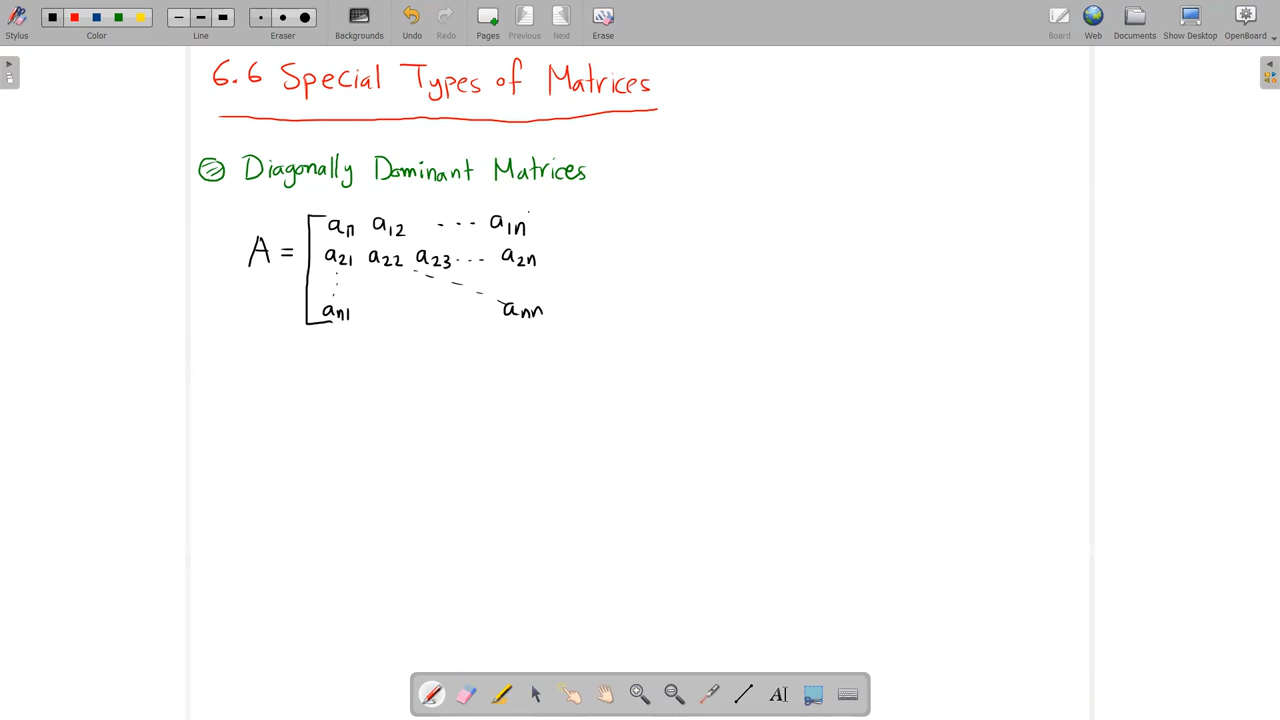 Stylus Color Line Eraser Backgrounds Undo Redo Pages Previous Next Erase Board Web Documents Show Desktop OpenBoard
6.6 Special Types of Matrices
Diagonally Dominant Matrices
a11 a12 --- a1n
A = a21 a22 a23 ... a2n
an1 ann
AI